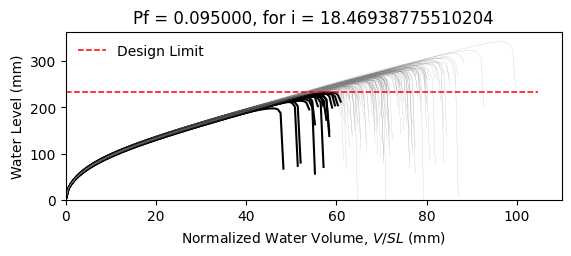 Pf = 0.095000, for i = 18.46938775510204
Design Limit
Water Level (mm)
300
200
100
0
0 20 40 60 80 100
Normalized Water Volume, V/SL (mm)